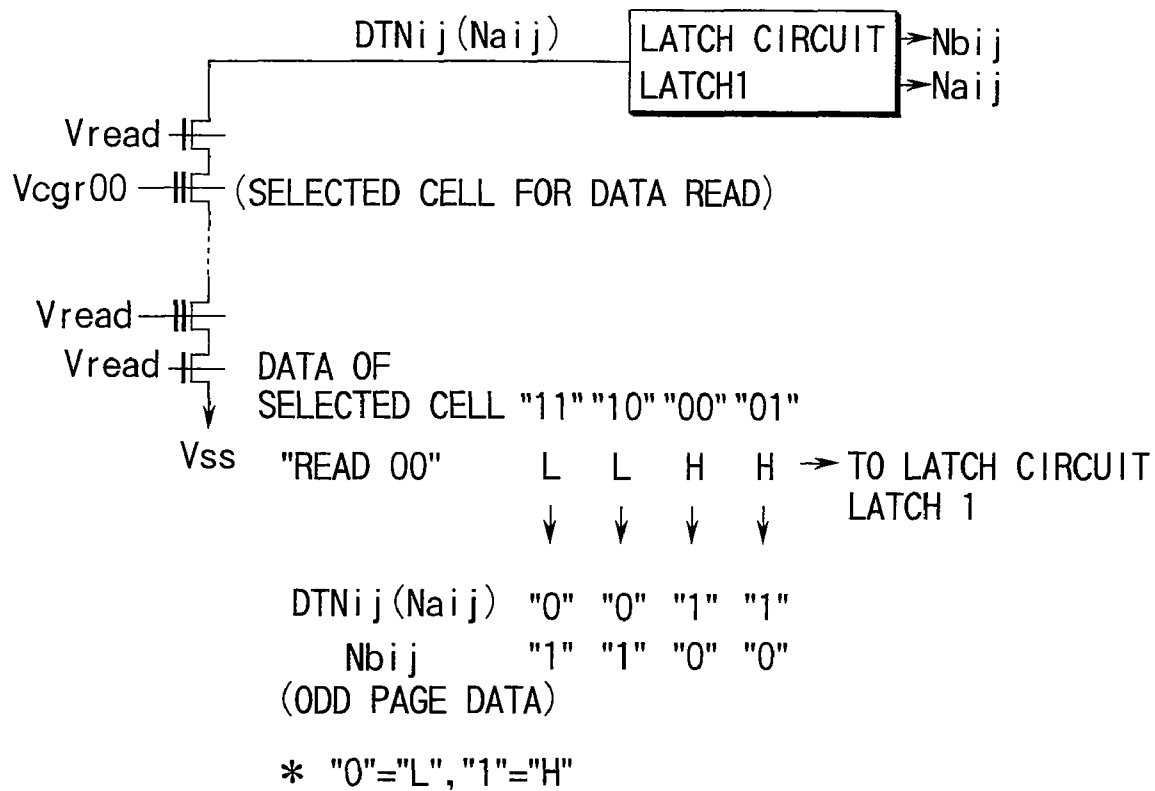 DTNij(Naij) LATCH CIRCUIT Nbij
LATCH1 Naij
Vread
Vcgr00 (SELECTED CELL FOR DATA READ)
Vread
Vread DATA OF
SELECTED CELL "11" "10" "00" "01"
Vss "READ 00" L L H H TO LATCH CIRCUIT
LATCH 1
DTNij(Naij) "0" "0" "1" "1"
Nbij "1" "1" "0" "0"
(ODD PAGE DATA)
* "0"="L", "1"="H"